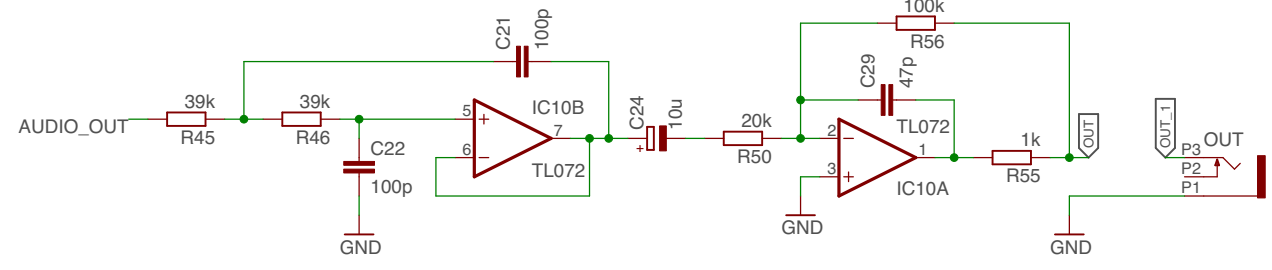 AUDIO_OUT
39k
R45
39k
R46
C21
100p
C22
100p
GND
5
+
6
−
7
IC10B
TL072
C24
+
10u
20k
R50
100k
R56
C29
47p
TL072
2
−
3
+
1
IC10A
GND
1k
R55
OUT
OUT_1
P3
P2
P1
OUT
GND